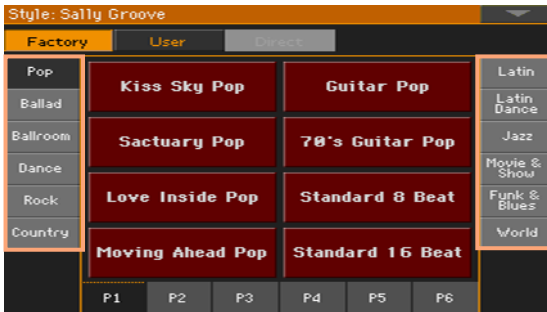 Style: Sally Groove
Factory User Direct
Pop
Ballad
Ballroom
Dance
Rock
Country
Kiss Sky Pop Guitar Pop
Sactuary Pop 70's Guitar Pop
Love Inside Pop Standard 8 Beat
Moving Ahead Pop Standard 16 Beat
Latin
Latin
Dance
Jazz
Movie &
Show
Funk &
Blues
World
P1 P2 P3 P4 P5 P6